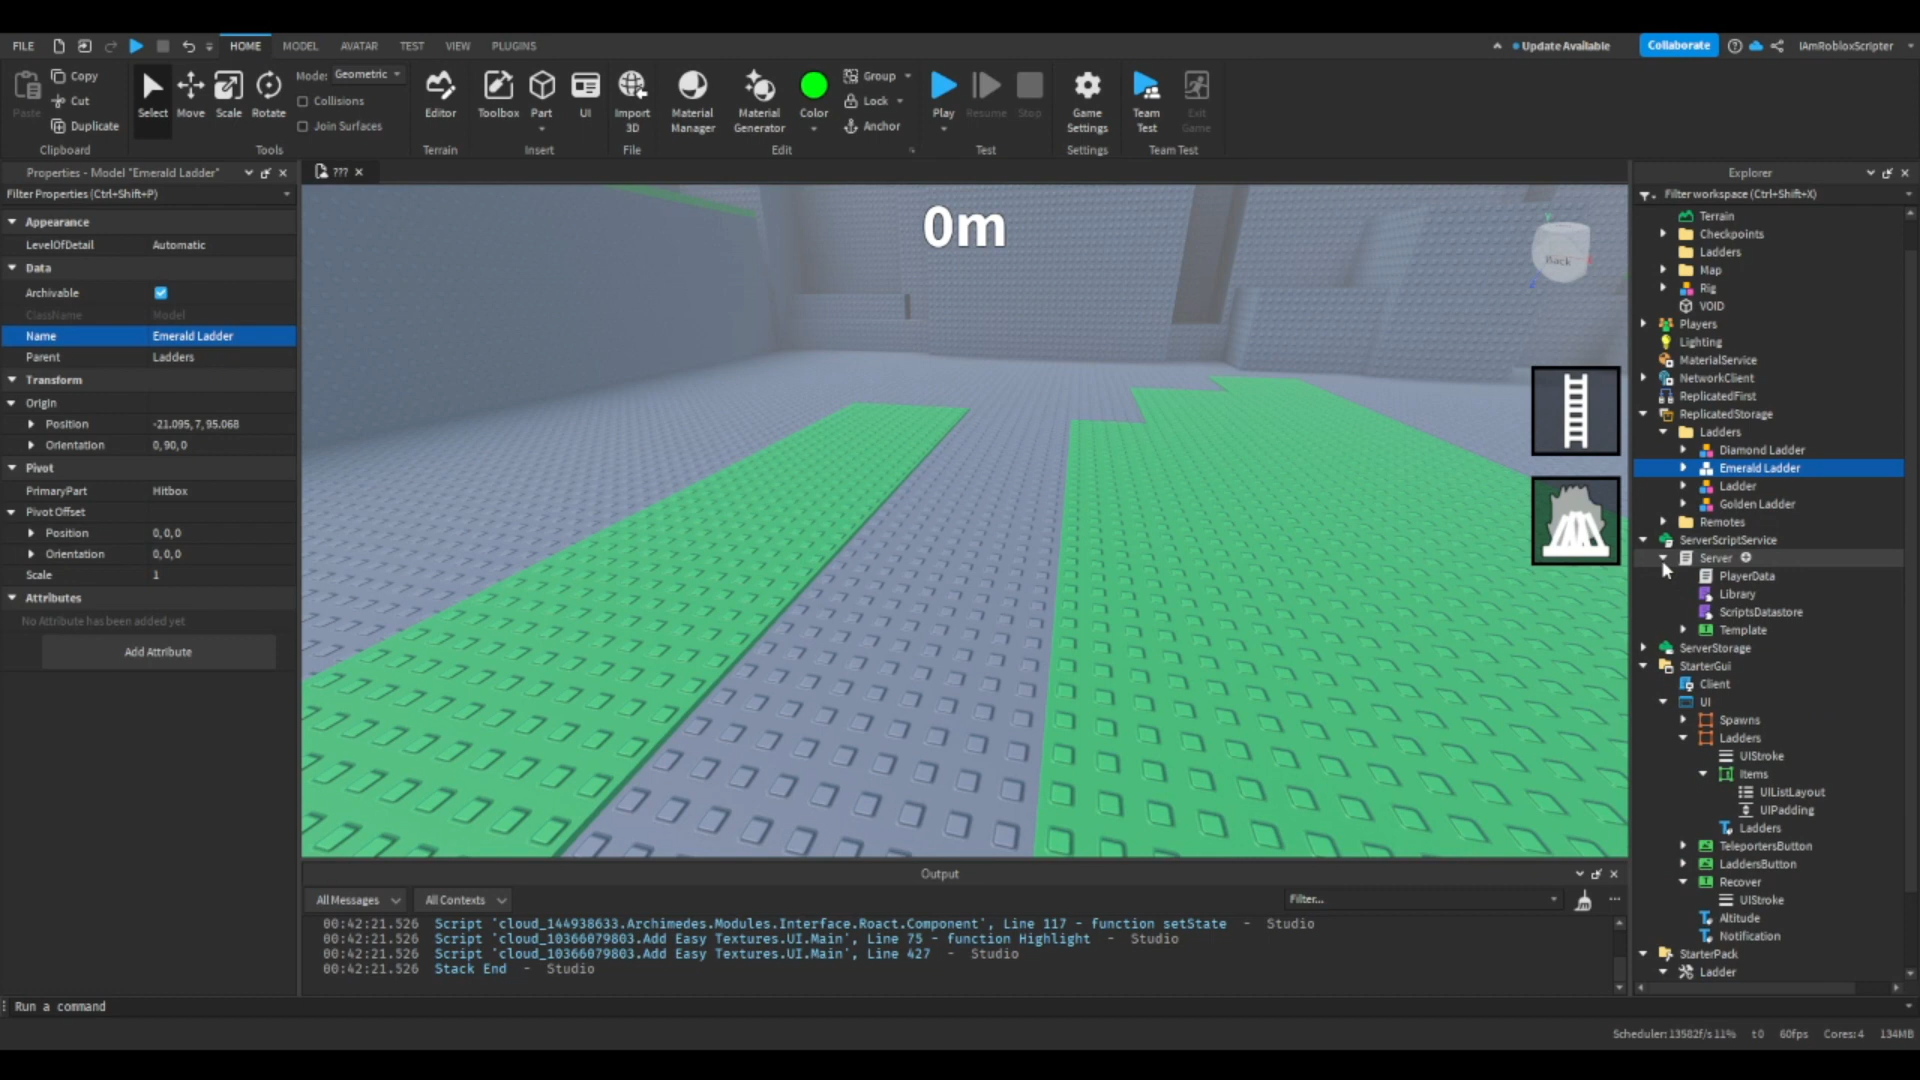 FILE HOME MODEL AVATAR TEST VIEW PLUGINS Update Available Collaborate IAmRobloxScripter
Copy
Cut
Duplicate
Paste
Clipboard
Select Move Scale Rotate
Mode: Geometric
Collisions
Join Surfaces
Tools
Editor
Terrain
Toolbox Part UI
Insert
Import
3D
File
Material
Manager
Material
Generator
Color
Group
Lock
Anchor
Edit
Play Resume Stop
Test
Game
Settings
Settings
Team
Test
Exit
Game
Team Test
Properties - Model "Emerald Ladder"
Filter Properties (Ctrl+Shift+P)
Appearance
LevelOfDetail Automatic
Data
Archivable
ClassName Model
Name Emerald Ladder
Parent Ladders
Transform
Origin
Position -21.095, 7, 95.068
Orientation 0, 90, 0
Pivot
PrimaryPart Hitbox
Pivot Offset
Position 0, 0, 0
Orientation 0, 0, 0
Scale 1
Attributes
No Attribute has been added yet
Add Attribute
???
0m
Back
Output
All Messages All Contexts Filter...
00:42:21.526 Script 'cloud_144938633.Archimedes.Modules.Interface.Roact.Component', Line 117 - function setState - Studio
00:42:21.526 Script 'cloud_10366079803.Add Easy Textures.UI.Main', Line 75 - function Highlight - Studio
00:42:21.526 Script 'cloud_10366079803.Add Easy Textures.UI.Main', Line 427 - Studio
00:42:21.526 Stack End - Studio
Explorer
Filter workspace (Ctrl+Shift+X)
Terrain
Checkpoints
Ladders
Map
Rig
VOID
Players
Lighting
MaterialService
NetworkClient
ReplicatedFirst
ReplicatedStorage
Ladders
Diamond Ladder
Emerald Ladder
Ladder
Golden Ladder
Remotes
ServerScriptService
Server
PlayerData
Library
ScriptsDatastore
Template
ServerStorage
StarterGui
Client
UI
Spawns
Ladders
UIStroke
Items
UIListLayout
UIPadding
Ladders
TeleportersButton
LaddersButton
Recover
UIStroke
Altitude
Notification
StarterPack
Ladder
Run a command
Scheduler: 13582f/s 11% t0 60fps Cores: 4 134MB